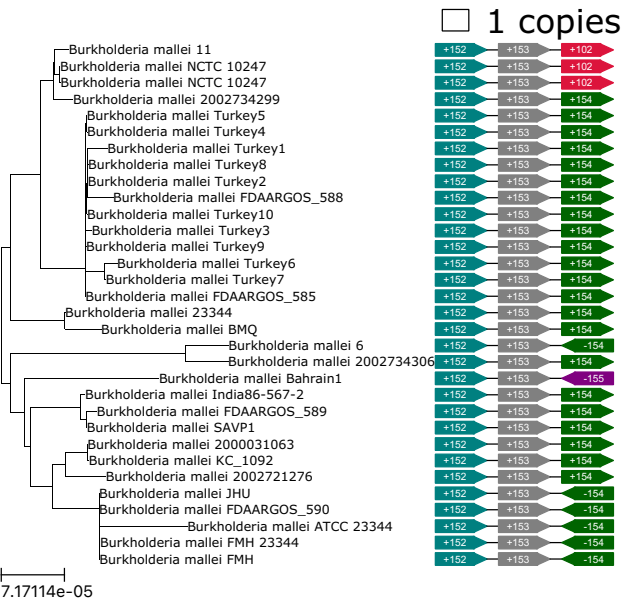 1 copies
Burkholderia mallei 11 +152 +153 +102
Burkholderia mallei NCTC 10247 +152 +153 +102
Burkholderia mallei NCTC 10247 +152 +153 +102
Burkholderia mallei 2002734299 +152 +153 +154
Burkholderia mallei Turkey5 +152 +153 +154
Burkholderia mallei Turkey4 +152 +153 +154
Burkholderia mallei Turkey1 +152 +153 +154
Burkholderia mallei Turkey8 +152 +153 +154
Burkholderia mallei Turkey2 +152 +153 +154
Burkholderia mallei FDAARGOS_588 +152 +153 +154
Burkholderia mallei Turkey10 +152 +153 +154
Burkholderia mallei Turkey3 +152 +153 +154
Burkholderia mallei Turkey9 +152 +153 +154
Burkholderia mallei Turkey6 +152 +153 +154
Burkholderia mallei Turkey7 +152 +153 +154
Burkholderia mallei FDAARGOS_585 +152 +153 +154
Burkholderia mallei 23344 +152 +153 +154
Burkholderia mallei BMQ +152 +153 +154
Burkholderia mallei 6 +152 +153 -154
Burkholderia mallei 2002734306 +152 +153 +154
Burkholderia mallei Bahrain1 +152 +153 -155
Burkholderia mallei India86-567-2 +152 +153 +154
Burkholderia mallei FDAARGOS_589 +152 +153 +154
Burkholderia mallei SAVP1 +152 +153 +154
Burkholderia mallei 2000031063 +152 +153 +154
Burkholderia mallei KC_1092 +152 +153 +154
Burkholderia mallei 2002721276 +152 +153 +154
Burkholderia mallei JHU +152 +153 -154
Burkholderia mallei FDAARGOS_590 +152 +153 -154
Burkholderia mallei ATCC 23344 +152 +153 -154
Burkholderia mallei FMH 23344 +152 +153 -154
Burkholderia mallei FMH +152 +153 -154
7.17114e-05